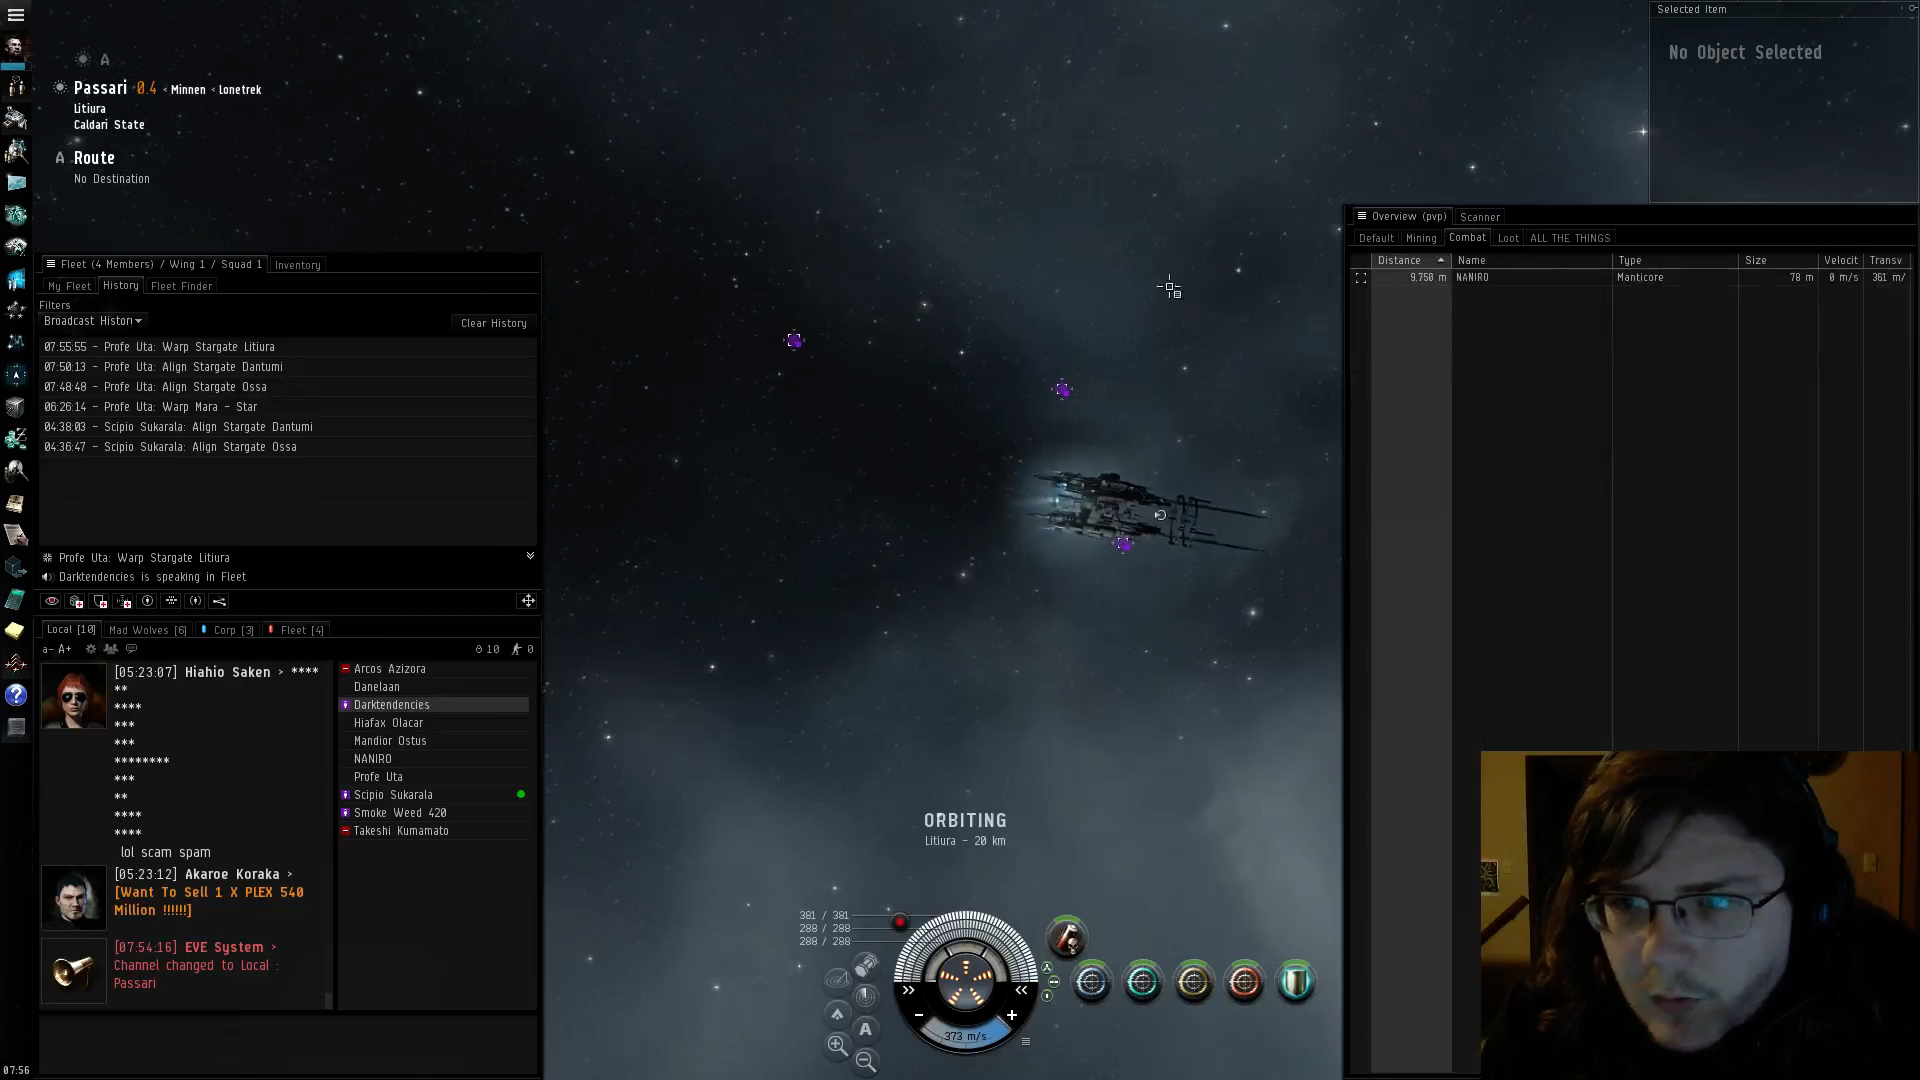 Selected Item
No Object Selected
A
Passari 0.4 < Minnen < Lonetrek
Litiura
Caldari State
A Route
No Destination
Fleet (4 Members) / Wing 1 / Squad 1
Inventory
My Fleet
History
Fleet Finder
Filters
Broadcast Histor
Clear History
07:55:55 - Profe Uta: Warp Stargate Litiura
07:50:13 - Profe Uta: Align Stargate Dantumi
07:48:48 - Profe Uta: Align Stargate Ossa
06:26:14 - Profe Uta: Warp Mara - Star
04:38:03 - Scipio Sukarala: Align Stargate Dantumi
04:36:47 - Scipio Sukarala: Align Stargate Ossa
Profe Uta: Warp Stargate Litiura
Darktendencies is speaking in Fleet
Local [10]
Mad Wolves [6]
Corp [3]
Fleet [4]
a- A+
10
0
[05:23:07] Hiahio Saken > ****
**
****
***
***
********
***
**
****
****
lol scam spam
[05:23:12] Akaroe Koraka >
[Want To Sell 1 X PLEX 540
Million !!!!!!]
[07:54:16] EVE System >
Channel changed to Local :
Passari
Arcos Azizora
Danelaan
Darktendencies
Hiafax Olacar
Mandior Ostus
NANIRO
Profe Uta
Scipio Sukarala
Smoke Weed 420
Takeshi Kumamato
Overview (pvp)
Scanner
Default
Mining
Combat
Loot
ALL THE THINGS
Distance
Name
Type
Size
Velocit
Transv
9,750 m
NANIRO
Manticore
78 m
0 m/s
361 m/
ORBITING
Litiura - 20 km
381 / 381
288 / 288
288 / 288
A
373 m/s
07:56